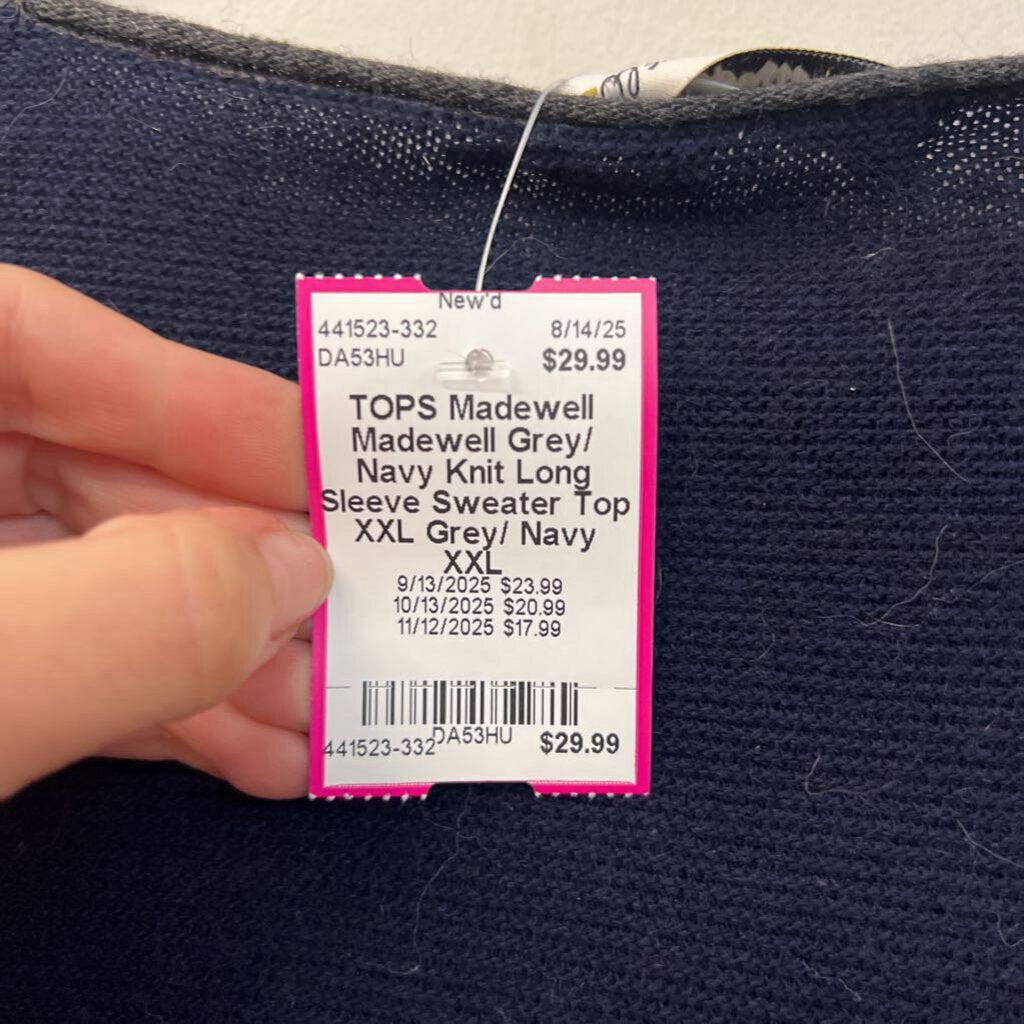 New'd
441523-332 8/14/25
DA53HU $29.99
TOPS Madewell
Madewell Grey/
Navy Knit Long
Sleeve Sweater Top
XXL Grey/ Navy
XXL
9/13/2025 $23.99
10/13/2025 $20.99
11/12/2025 $17.99
441523-332 DA53HU $29.99